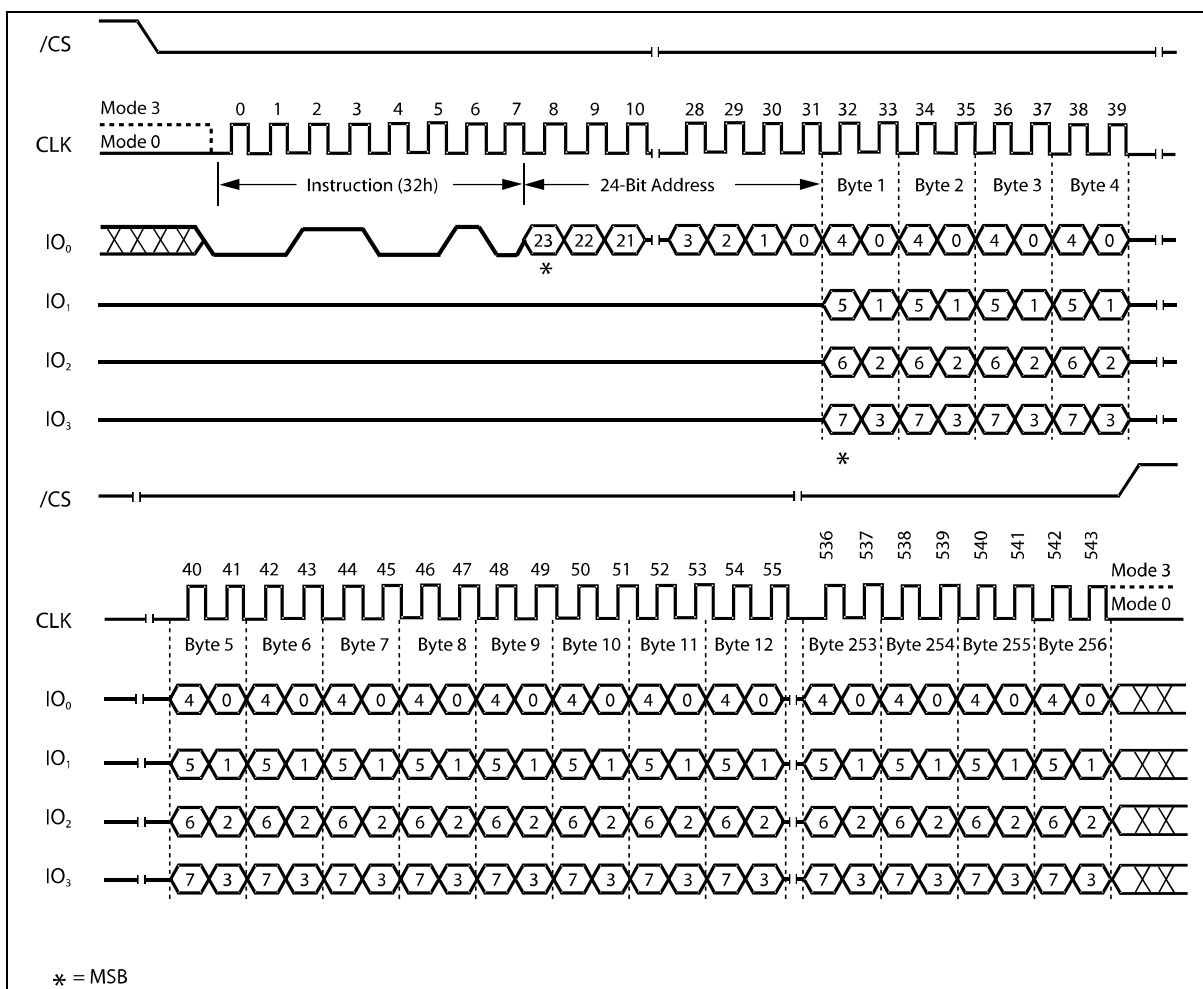 /CS
Mode 3
0 1 2 3 4 5 6 7 8 9 10 28 29 30 31 32 33 34 35 36 37 38 39
CLK
Mode 0
Instruction (32h) 24-Bit Address Byte 1 Byte 2 Byte 3 Byte 4
IO₀ 23 22 21 3 2 1 0 4 0 4 0 4 0 4 0
*
IO₁ 5 1 5 1 5 1 5 1
IO₂ 6 2 6 2 6 2 6 2
IO₃ 7 3 7 3 7 3 7 3
*
/CS
40 41 42 43 44 45 46 47 48 49 50 51 52 53 54 55 536 537 538 539 540 541 542 543
Mode 3
CLK
Mode 0
Byte 5 Byte 6 Byte 7 Byte 8 Byte 9 Byte 10 Byte 11 Byte 12 Byte 253 Byte 254 Byte 255 Byte 256
IO₀ 4 0 4 0 4 0 4 0 4 0 4 0 4 0 4 0 4 0 4 0 4 0 4 0
IO₁ 5 1 5 1 5 1 5 1 5 1 5 1 5 1 5 1 5 1 5 1 5 1 5 1
IO₂ 6 2 6 2 6 2 6 2 6 2 6 2 6 2 6 2 6 2 6 2 6 2 6 2
IO₃ 7 3 7 3 7 3 7 3 7 3 7 3 7 3 7 3 7 3 7 3 7 3 7 3
* = MSB